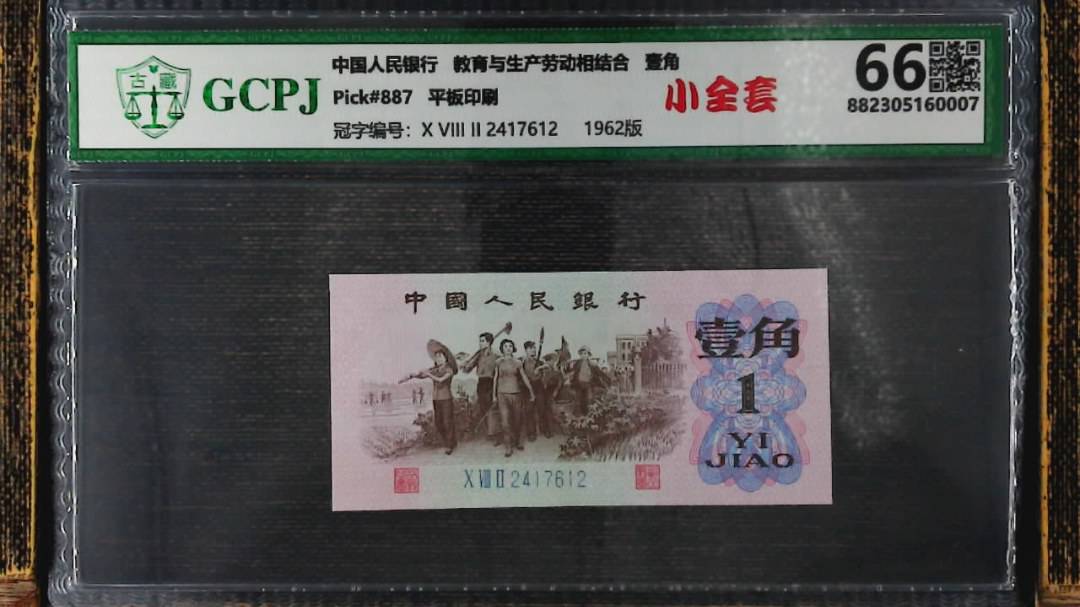 古 藏
GCPJ
中国人民银行 教育与生产劳动相结合 壹角
Pick#887 平板印刷
冠字编号：X VIII II 2417612 1962版
小全套
66
882305160007
中國人民銀行
壹角
1
YI
JIAO
X VIII II 2417612